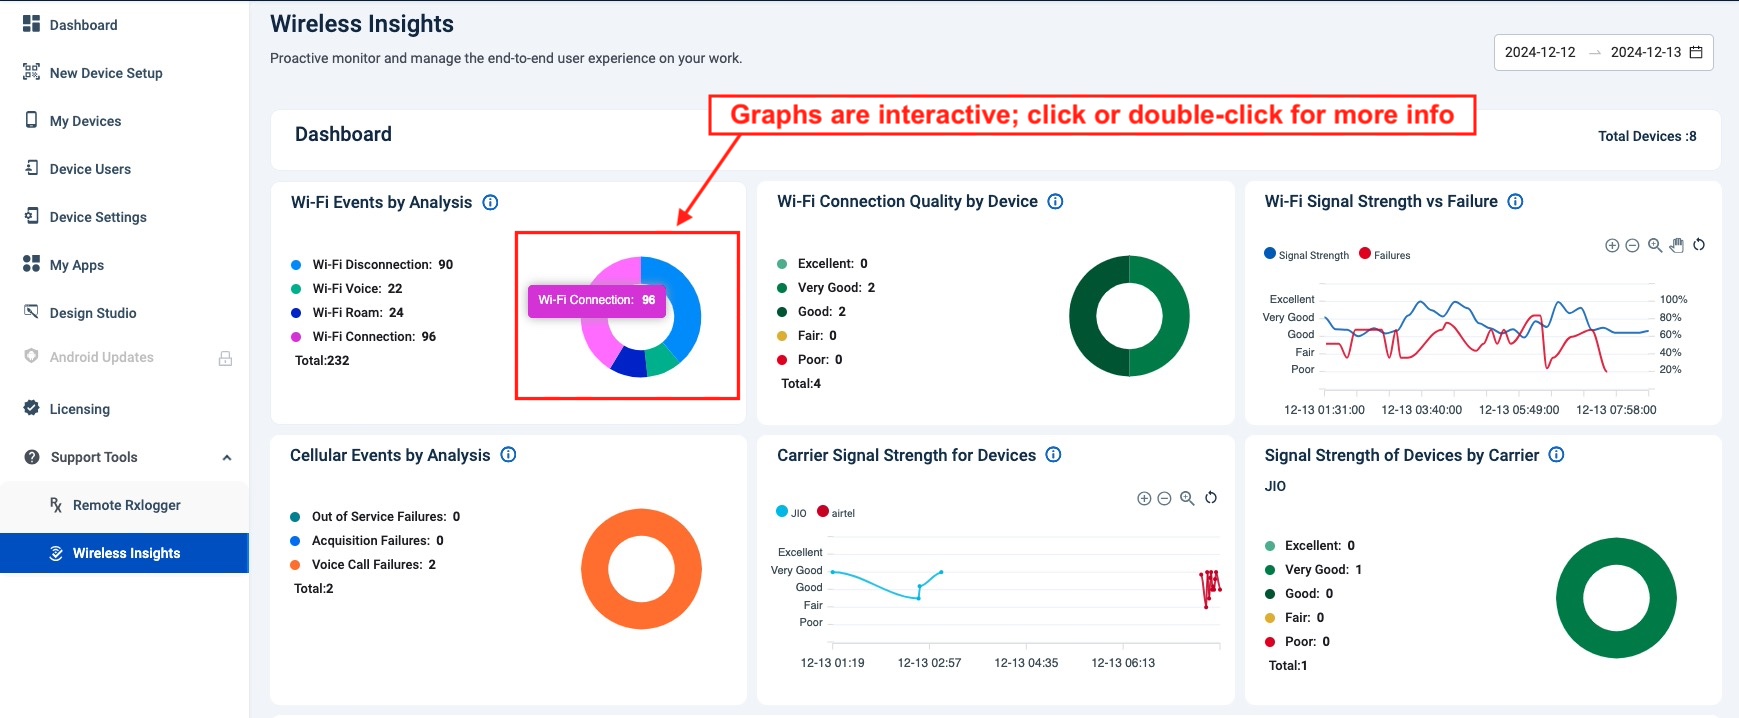 Dashboard
New Device Setup
My Devices
Device Users
Device Settings
My Apps
Design Studio
Android Updates
Licensing
Support Tools
Remote Rxlogger
Wireless Insights
Wireless Insights
Proactive monitor and manage the end-to-end user experience on your work.
2024-12-12 → 2024-12-13
Graphs are interactive; click or double-click for more info
Dashboard
Total Devices :8
Wi-Fi Events by Analysis
Wi-Fi Disconnection: 90
Wi-Fi Voice: 22
Wi-Fi Roam: 24
Wi-Fi Connection: 96
Total:232
Wi-Fi Connection: 96
Wi-Fi Connection Quality by Device
Excellent: 0
Very Good: 2
Good: 2
Fair: 0
Poor: 0
Total:4
Wi-Fi Signal Strength vs Failure
Signal Strength Failures
Excellent 100%
Very Good 80%
Good 60%
Fair 40%
Poor 20%
12-13 01:31:00 12-13 03:40:00 12-13 05:49:00 12-13 07:58:00
Cellular Events by Analysis
Out of Service Failures: 0
Acquisition Failures: 0
Voice Call Failures: 2
Total:2
Carrier Signal Strength for Devices
JIO airtel
Excellent
Very Good
Good
Fair
Poor
12-13 01:19 12-13 02:57 12-13 04:35 12-13 06:13
Signal Strength of Devices by Carrier
JIO
Excellent: 0
Very Good: 1
Good: 0
Fair: 0
Poor: 0
Total:1